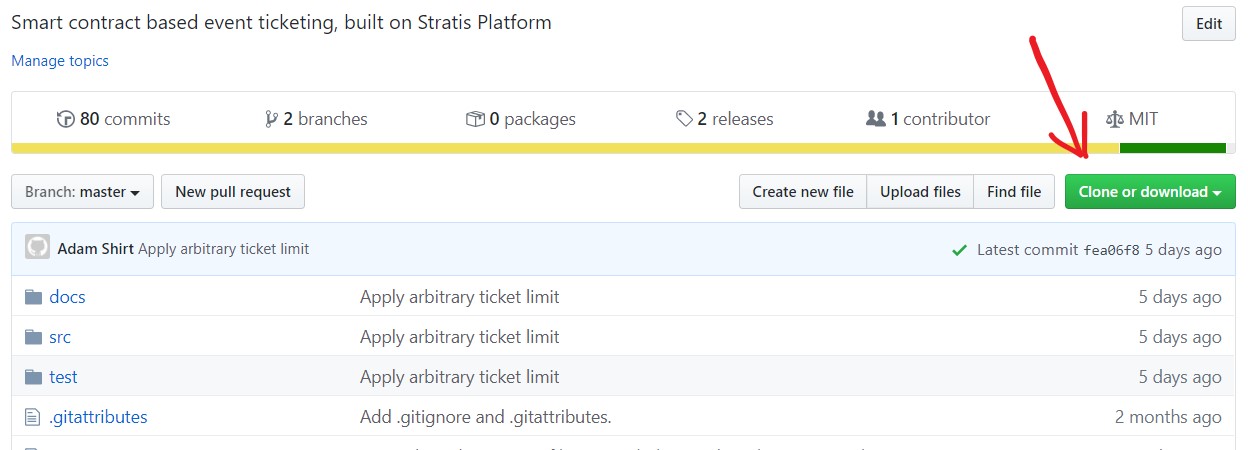 Smart contract based event ticketing, built on Stratis Platform Edit
Manage topics
80 commits 2 branches 0 packages 2 releases 1 contributor MIT
Branch: master New pull request Create new file Upload files Find file Clone or download
Adam Shirt Apply arbitrary ticket limit Latest commit fea06f8 5 days ago
docs Apply arbitrary ticket limit 5 days ago
src Apply arbitrary ticket limit 5 days ago
test Apply arbitrary ticket limit 5 days ago
.gitattributes Add .gitignore and .gitattributes. 2 months ago